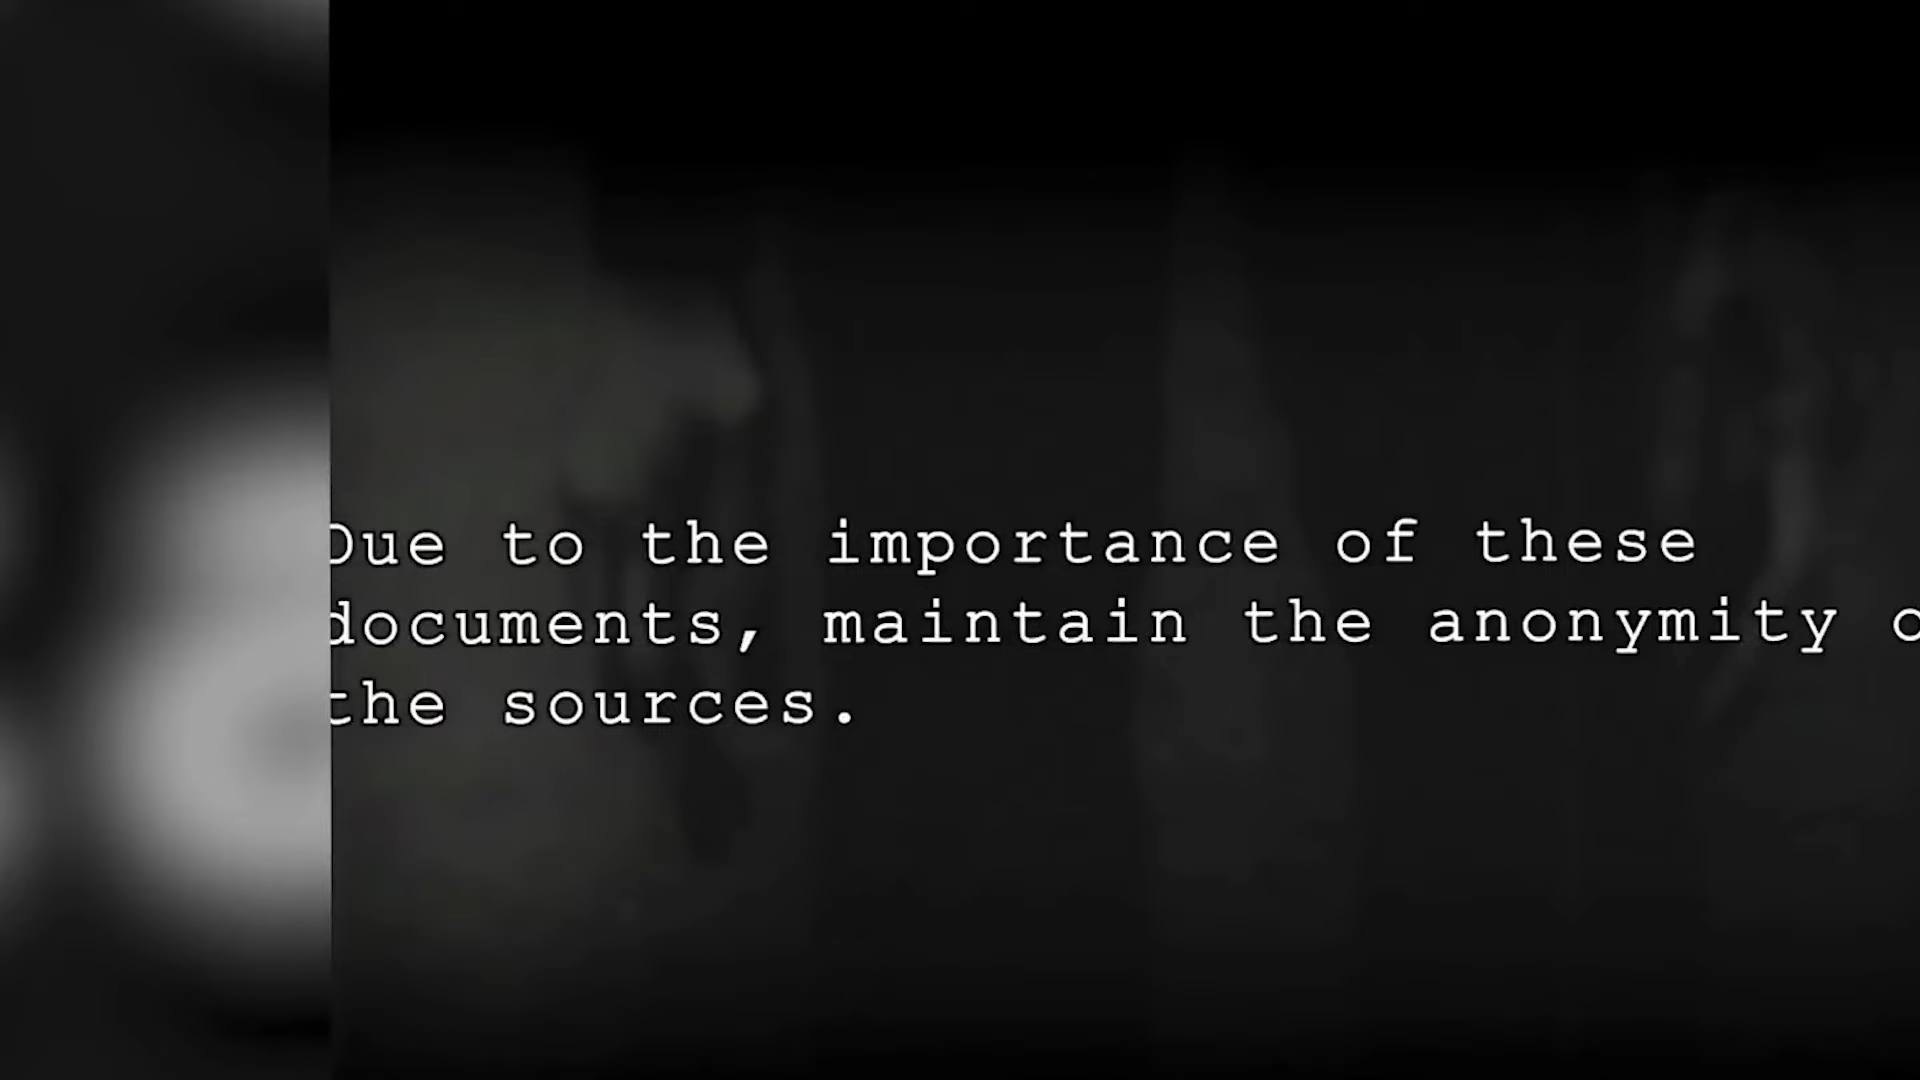 Due to the importance of these
documents, maintain the anonymity
the sources.